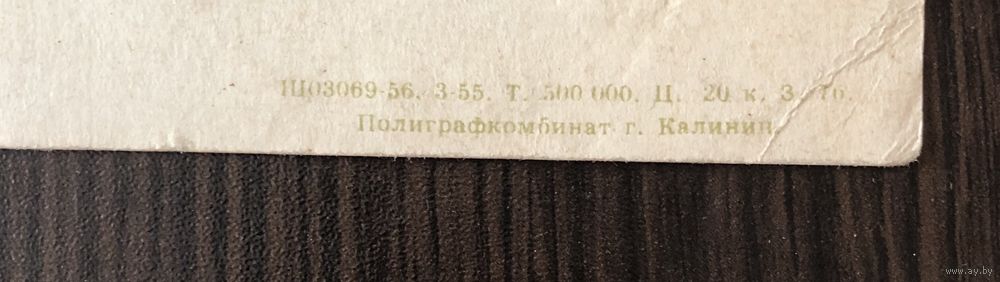 Ш03069-56. 3-55. Т. 500 000. Ц. 20 к. З.
Полиграфкомбинат г. Калинин
www.ay.by